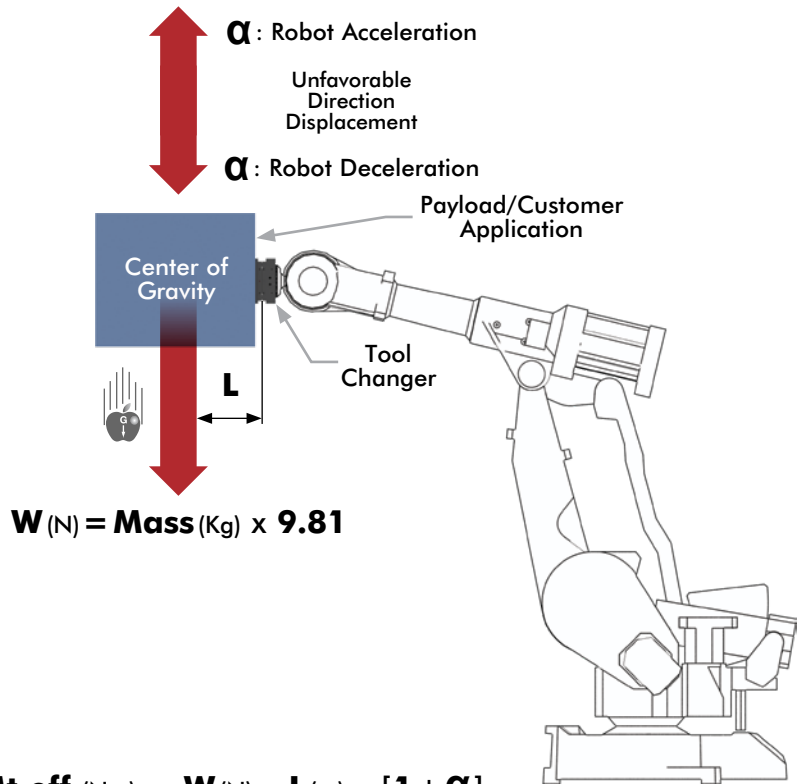 α : Robot Acceleration
Unfavorable
Direction
Displacement
α : Robot Deceleration
Payload/Customer
Application
Center of
Gravity
Tool
Changer
L
G
W (N) = Mass (Kg) x 9.81